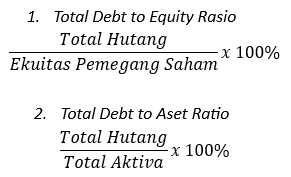 1. Total Debt to Equity Rasio
Total Hutang
Ekuitas Pemegang Saham x 100%
2. Total Debt to Aset Ratio
Total Hutang
Total Aktiva x 100%